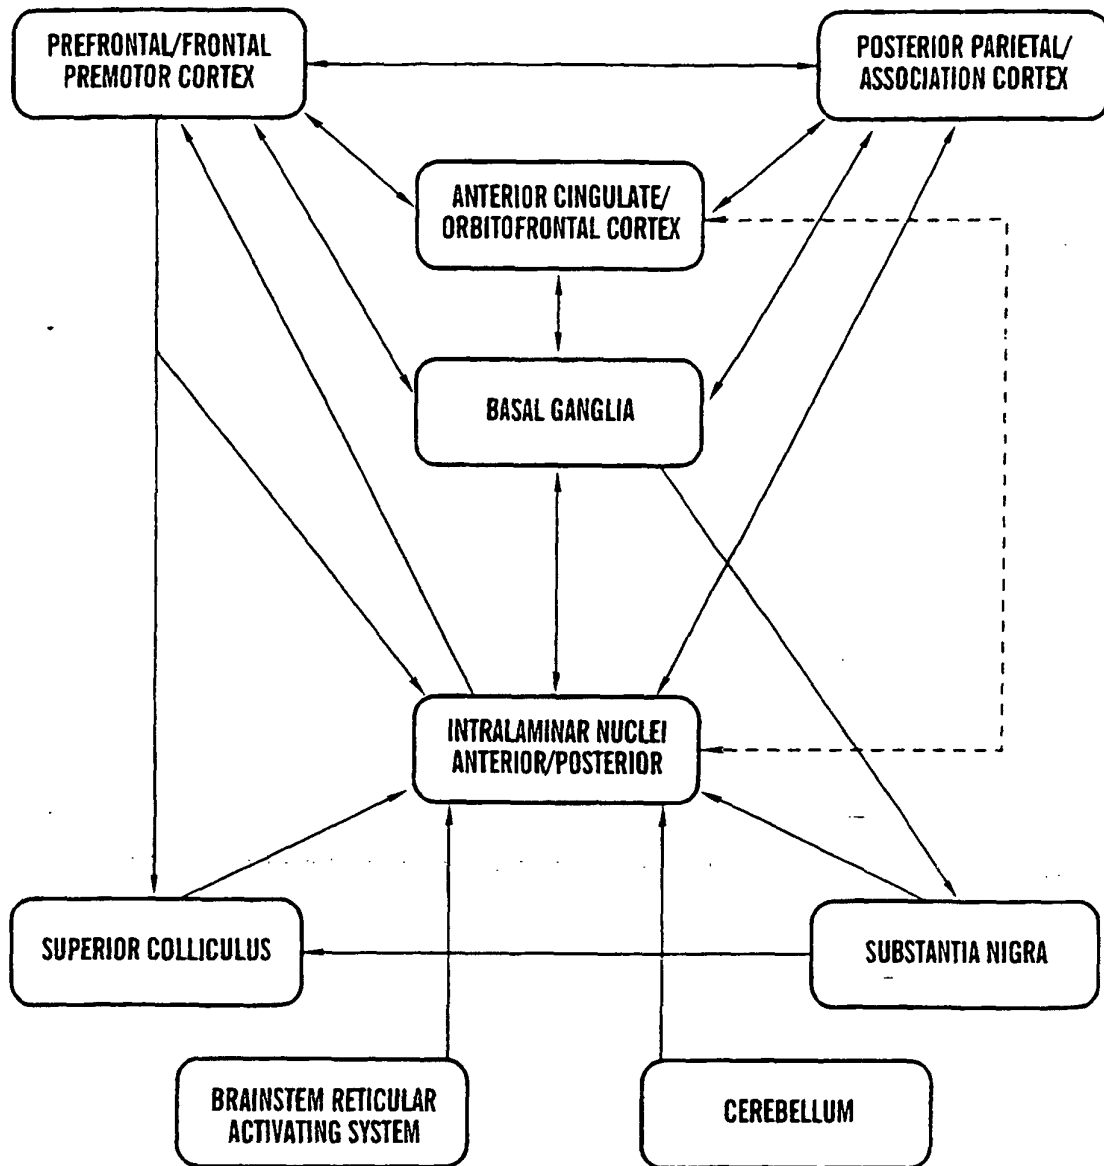 PREFRONTAL/FRONTAL
PREMOTOR CORTEX
POSTERIOR PARIETAL/
ASSOCIATION CORTEX
ANTERIOR CINGULATE/
ORBITOFRONTAL CORTEX
BASAL GANGLIA
INTRALAMINAR NUCLEI
ANTERIOR/POSTERIOR
SUPERIOR COLLICULUS
SUBSTANTIA NIGRA
BRAINSTEM RETICULAR
ACTIVATING SYSTEM
CEREBELLUM